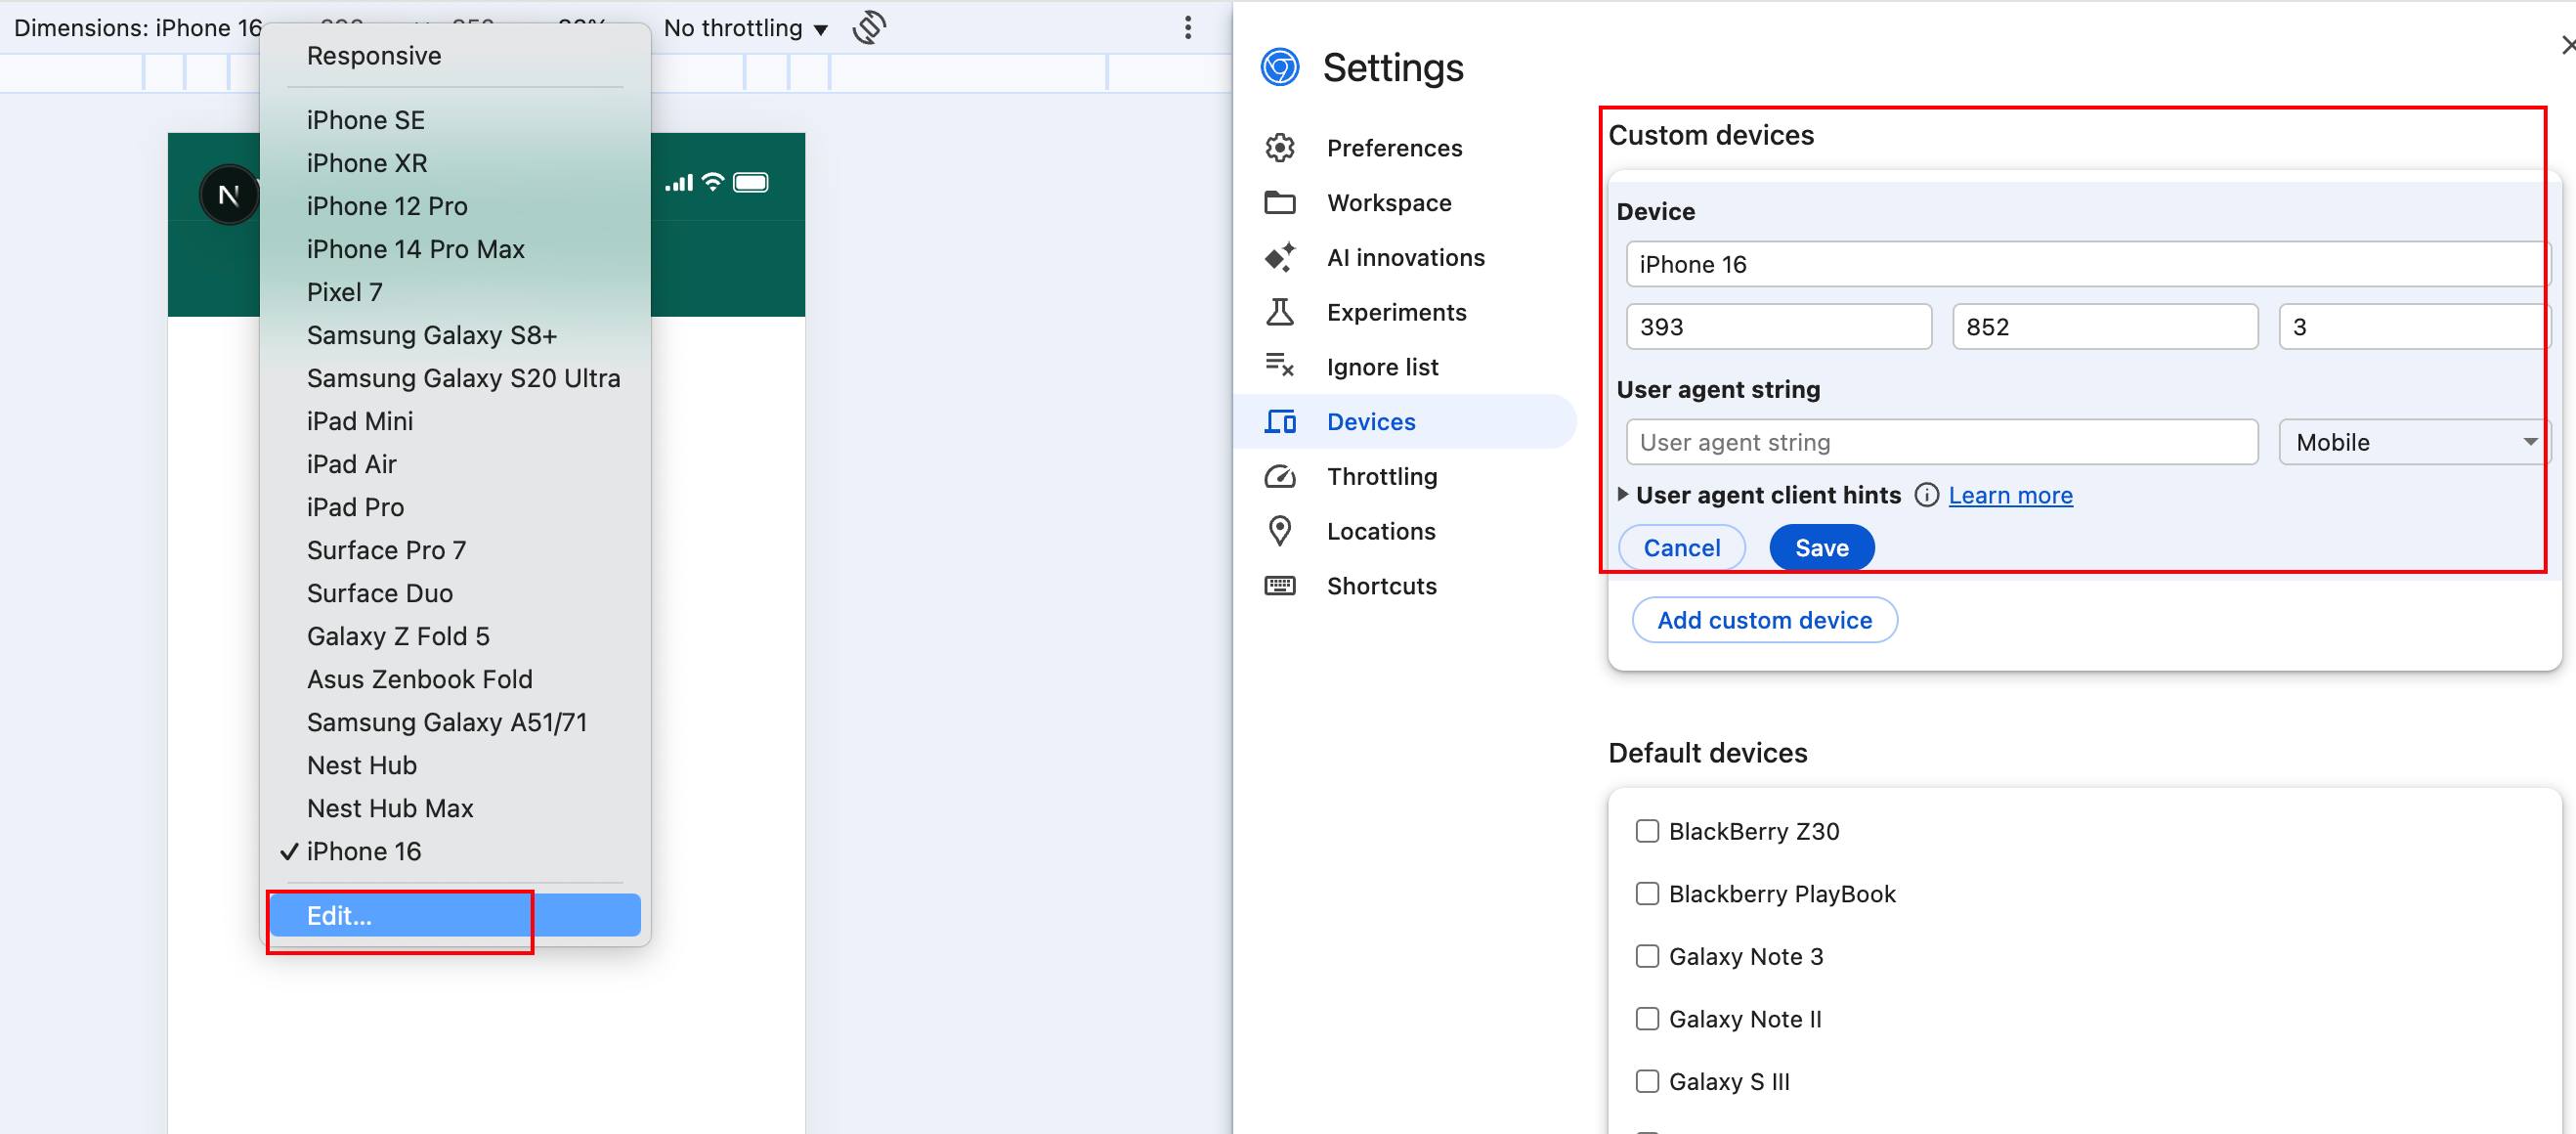 Dimensions: iPhone 16
No throttling
Responsive
iPhone SE
iPhone XR
iPhone 12 Pro
iPhone 14 Pro Max
Pixel 7
Samsung Galaxy S8+
Samsung Galaxy S20 Ultra
iPad Mini
iPad Air
iPad Pro
Surface Pro 7
Surface Duo
Galaxy Z Fold 5
Asus Zenbook Fold
Samsung Galaxy A51/71
Nest Hub
Nest Hub Max
✓ iPhone 16
Edit...
N
Settings
Preferences
Workspace
AI innovations
Experiments
Ignore list
Devices
Throttling
Locations
Shortcuts
Custom devices
Device
iPhone 16
393 852 3
User agent string
User agent string Mobile
User agent client hints Learn more
Cancel Save
Add custom device
Default devices
BlackBerry Z30
Blackberry PlayBook
Galaxy Note 3
Galaxy Note II
Galaxy S III